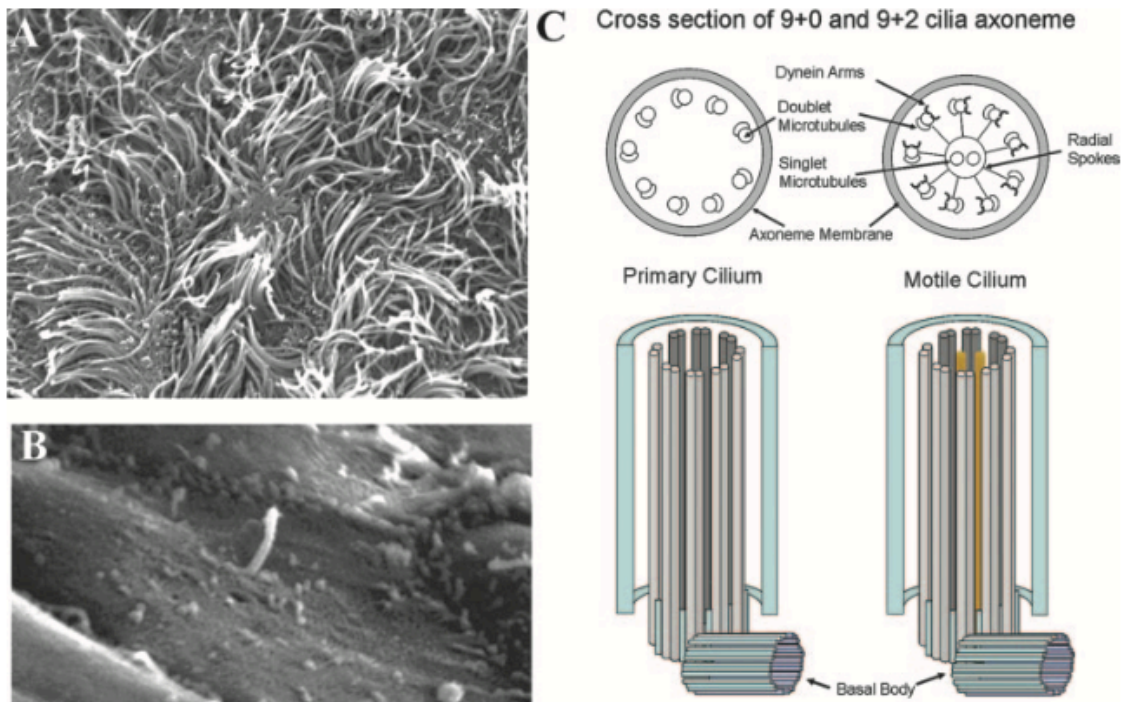 A
B
C
Cross section of 9+0 and 9+2 cilia axoneme
Dynein Arms
Doublet
Microtubules
Singlet
Microtubules
Radial
Spokes
Axoneme Membrane
Primary Cilium
Motile Cilium
Basal Body